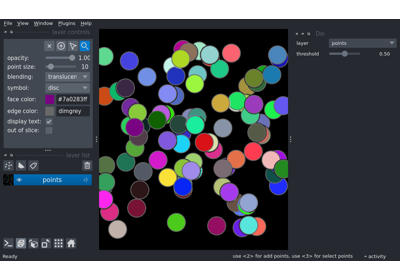 File View Window Plugins Help
layer controls
opacity: 1.00
point size: 10
blending: translucen
symbol: disc
face color: #7a0283ff
edge color: dimgrey
display text:
out of slice:
layer list
points
Do
layer points
threshold 0.50
Ready use <2> for add points, use <3> for select points activity